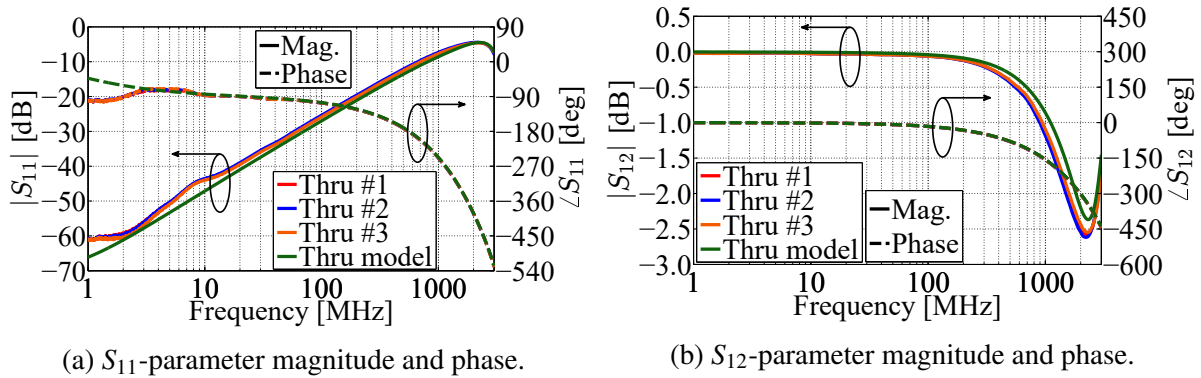 0
−10
−20
−30
−40
−50
−60
−70
|S11| [dB]
90
0
−90
−180
−270
−360
−450
−540
∠S11 [deg]
Mag.
Phase
Thru #1
Thru #2
Thru #3
Thru model
1 10 100 1000
Frequency [MHz]
(a) S11-parameter magnitude and phase.
0.5
0.0
−0.5
−1.0
−1.5
−2.0
−2.5
−3.0
|S12| [dB]
450
300
150
0
−150
−300
−450
−600
∠S12 [deg]
Thru #1
Thru #2
Thru #3
Thru model
Mag.
Phase
1 10 100 1000
Frequency [MHz]
(b) S12-parameter magnitude and phase.